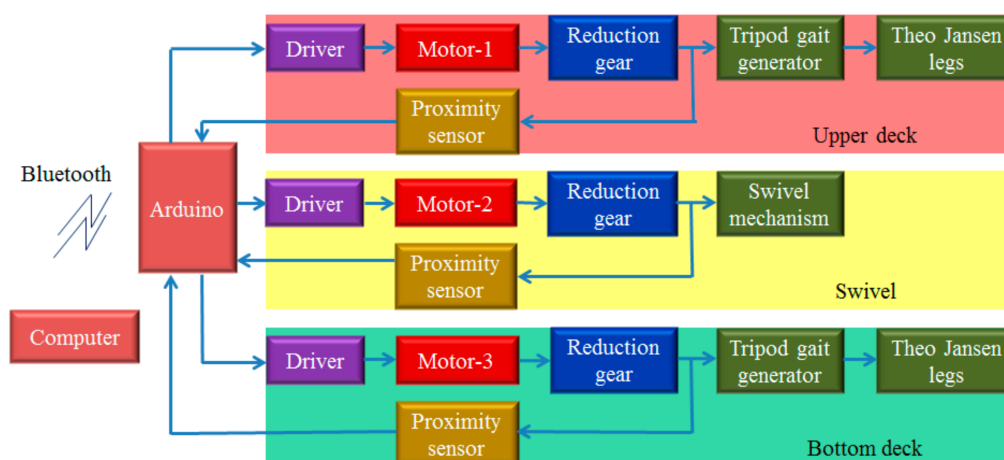 Driver
Motor-1
Reduction
gear
Tripod gait
generator
Theo Jansen
legs
Proximity
sensor
Upper deck
Bluetooth
Arduino
Driver
Motor-2
Reduction
gear
Swivel
mechanism
Proximity
sensor
Swivel
Computer
Driver
Motor-3
Reduction
gear
Tripod gait
generator
Theo Jansen
legs
Proximity
sensor
Bottom deck